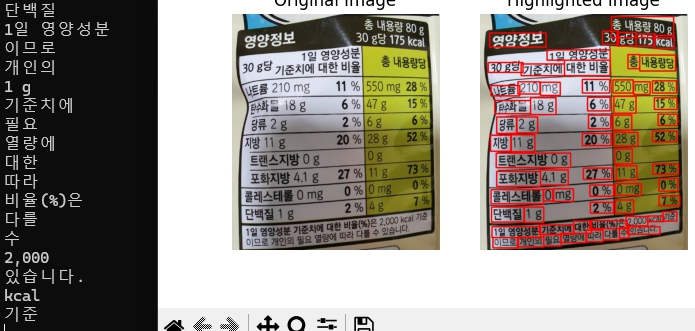 단백질
1일 영양성분
이므로
개인의
1 g
기준치에
필요
열량에
대한
따라
비율(%)은
다를
수
2,000
있습니다.
kcal
기준
Original Image
영양정보
총 내용량 80 g
30 g당 175 kcal
30 g당
1일 영양성분
기준치에 대한 비율
총 내용량당
나트륨 210 mg 11 % 550 mg 28 %
탄수화물 18 g 6 % 47 g 15 %
당류 2 g 2 % 6 g 6 %
지방 11 g 20 % 28 g 52 %
트랜스지방 0 g 0 g
포화지방 4.1 g 27 % 11 g 73 %
콜레스테롤 0 mg 0 % 0 mg 0 %
단백질 1 g 2 % 4 g 7 %
1일 영양성분 기준치에 대한 비율(%)은 2,000 kcal 기준
이므로 개인의 필요 열량에 따라 다를 수 있습니다.
Highlighted Image
영양정보
총 내용량 80 g
30 g당 175 kcal
30 g당
1일 영양성분
기준치에 대한 비율
총 내용량당
나트륨 210 mg 11 % 550 mg 28 %
탄수화물 18 g 6 % 47 g 15 %
당류 2 g 2 % 6 g 6 %
지방 11 g 20 % 28 g 52 %
트랜스지방 0 g 0 g
포화지방 4.1 g 27 % 11 g 73 %
콜레스테롤 0 mg 0 % 0 mg 0 %
단백질 1 g 2 % 4 g 7 %
1일 영양성분 기준치에 대한 비율(%)은 2,000 kcal 기준
이므로 개인의 필요 열량에 따라 다를 수 있습니다.